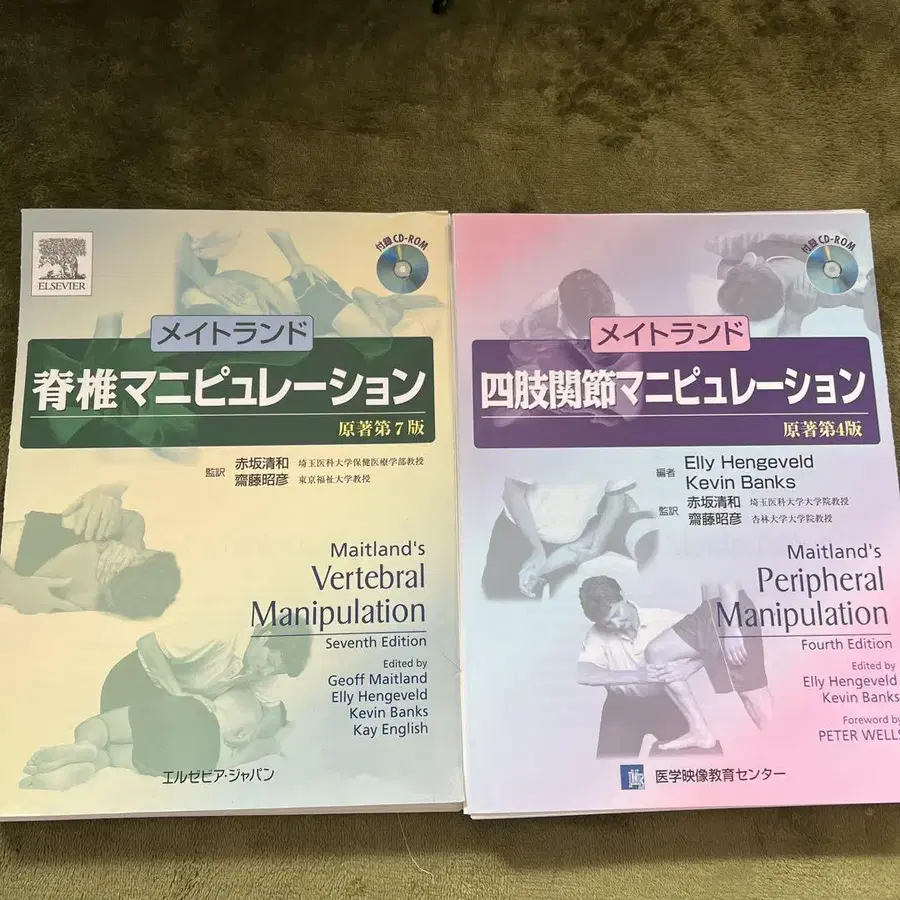 付録 CD-ROM
ELSEVIER
メイトランド
脊椎マニピュレーション
原著第7版
監訳 赤坂清和 埼玉医科大学保健医療学部教授
齋藤昭彦 東京福祉大学教授
Maitland's
Vertebral
Manipulation
Seventh Edition
Edited by
Geoff Maitland
Elly Hengeveld
Kevin Banks
Kay English
エルゼビア・ジャパン
付録 CD-ROM
メイトランド
四肢関節マニピュレーション
原著第4版
編者 Elly Hengeveld
Kevin Banks
監訳 赤坂清和 埼玉医科大学大学院教授
齋藤昭彦 杏林大学大学院教授
Maitland's
Peripheral
Manipulation
Fourth Edition
Edited by
Elly Hengeveld
Kevin Banks
Foreword by
PETER WELLS
医学映像教育センター